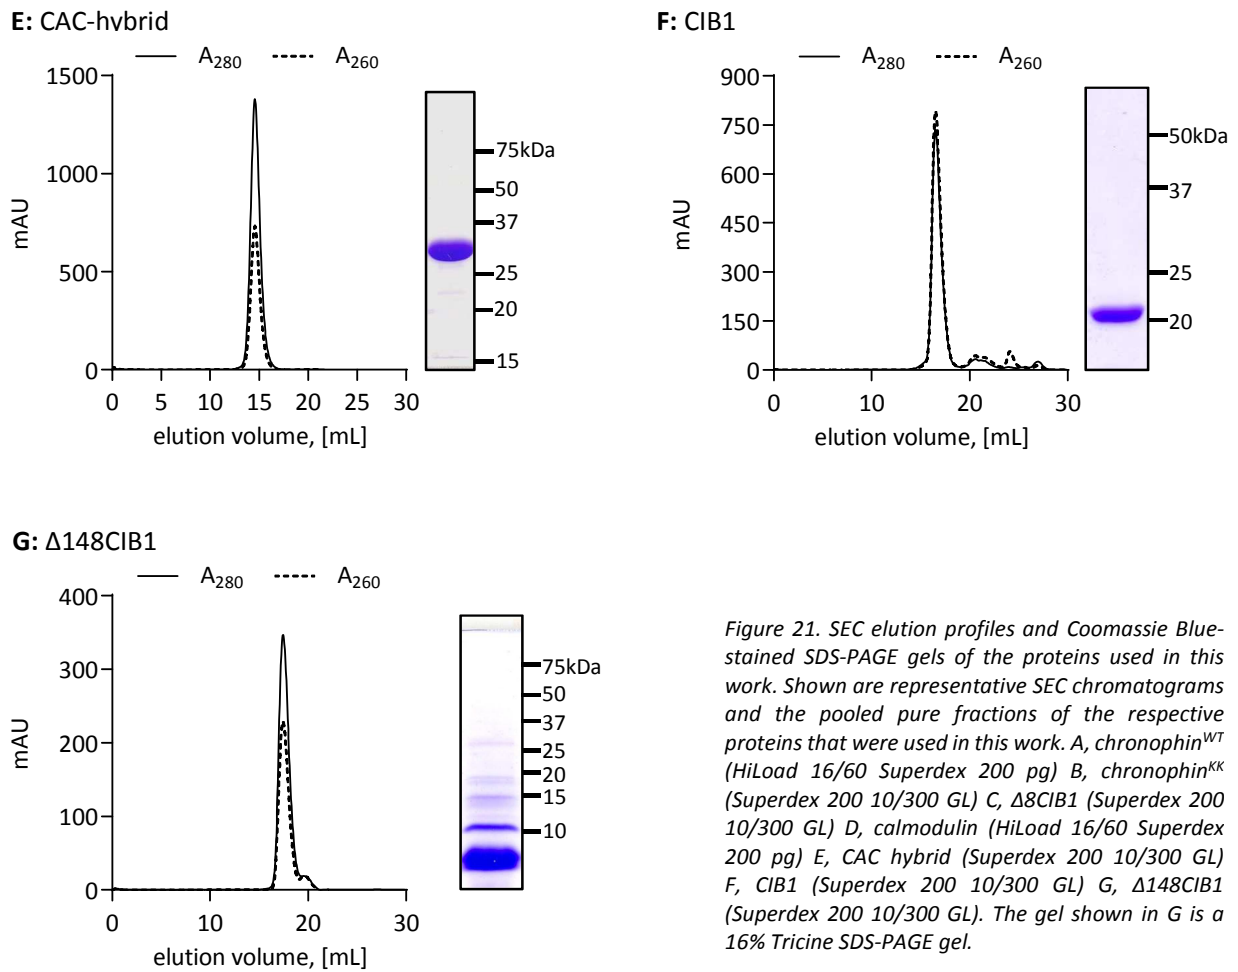 E: CAC-hybrid
A280 A260
1500
1000
500
0
mAU
0 5 10 15 20 25 30
elution volume, [mL]
75kDa
50
37
25
20
15
F: CIB1
A280 A260
900
750
600
450
300
150
0
mAU
0 10 20 30
elution volume, [mL]
50kDa
37
25
20
G: Δ148CIB1
A280 A260
400
300
200
100
0
mAU
0 10 20 30
elution volume, [mL]
75kDa
50
37
25
20
15
10
Figure 21. SEC elution profiles and Coomassie Blue-
stained SDS-PAGE gels of the proteins used in this
work. Shown are representative SEC chromatograms
and the pooled pure fractions of the respective
proteins that were used in this work. A, chronophinWT
(HiLoad 16/60 Superdex 200 pg) B, chronophinKK
(Superdex 200 10/300 GL) C, Δ8CIB1 (Superdex 200
10/300 GL) D, calmodulin (HiLoad 16/60 Superdex
200 pg) E, CAC hybrid (Superdex 200 10/300 GL)
F, CIB1 (Superdex 200 10/300 GL) G, Δ148CIB1
(Superdex 200 10/300 GL). The gel shown in G is a
16% Tricine SDS-PAGE gel.